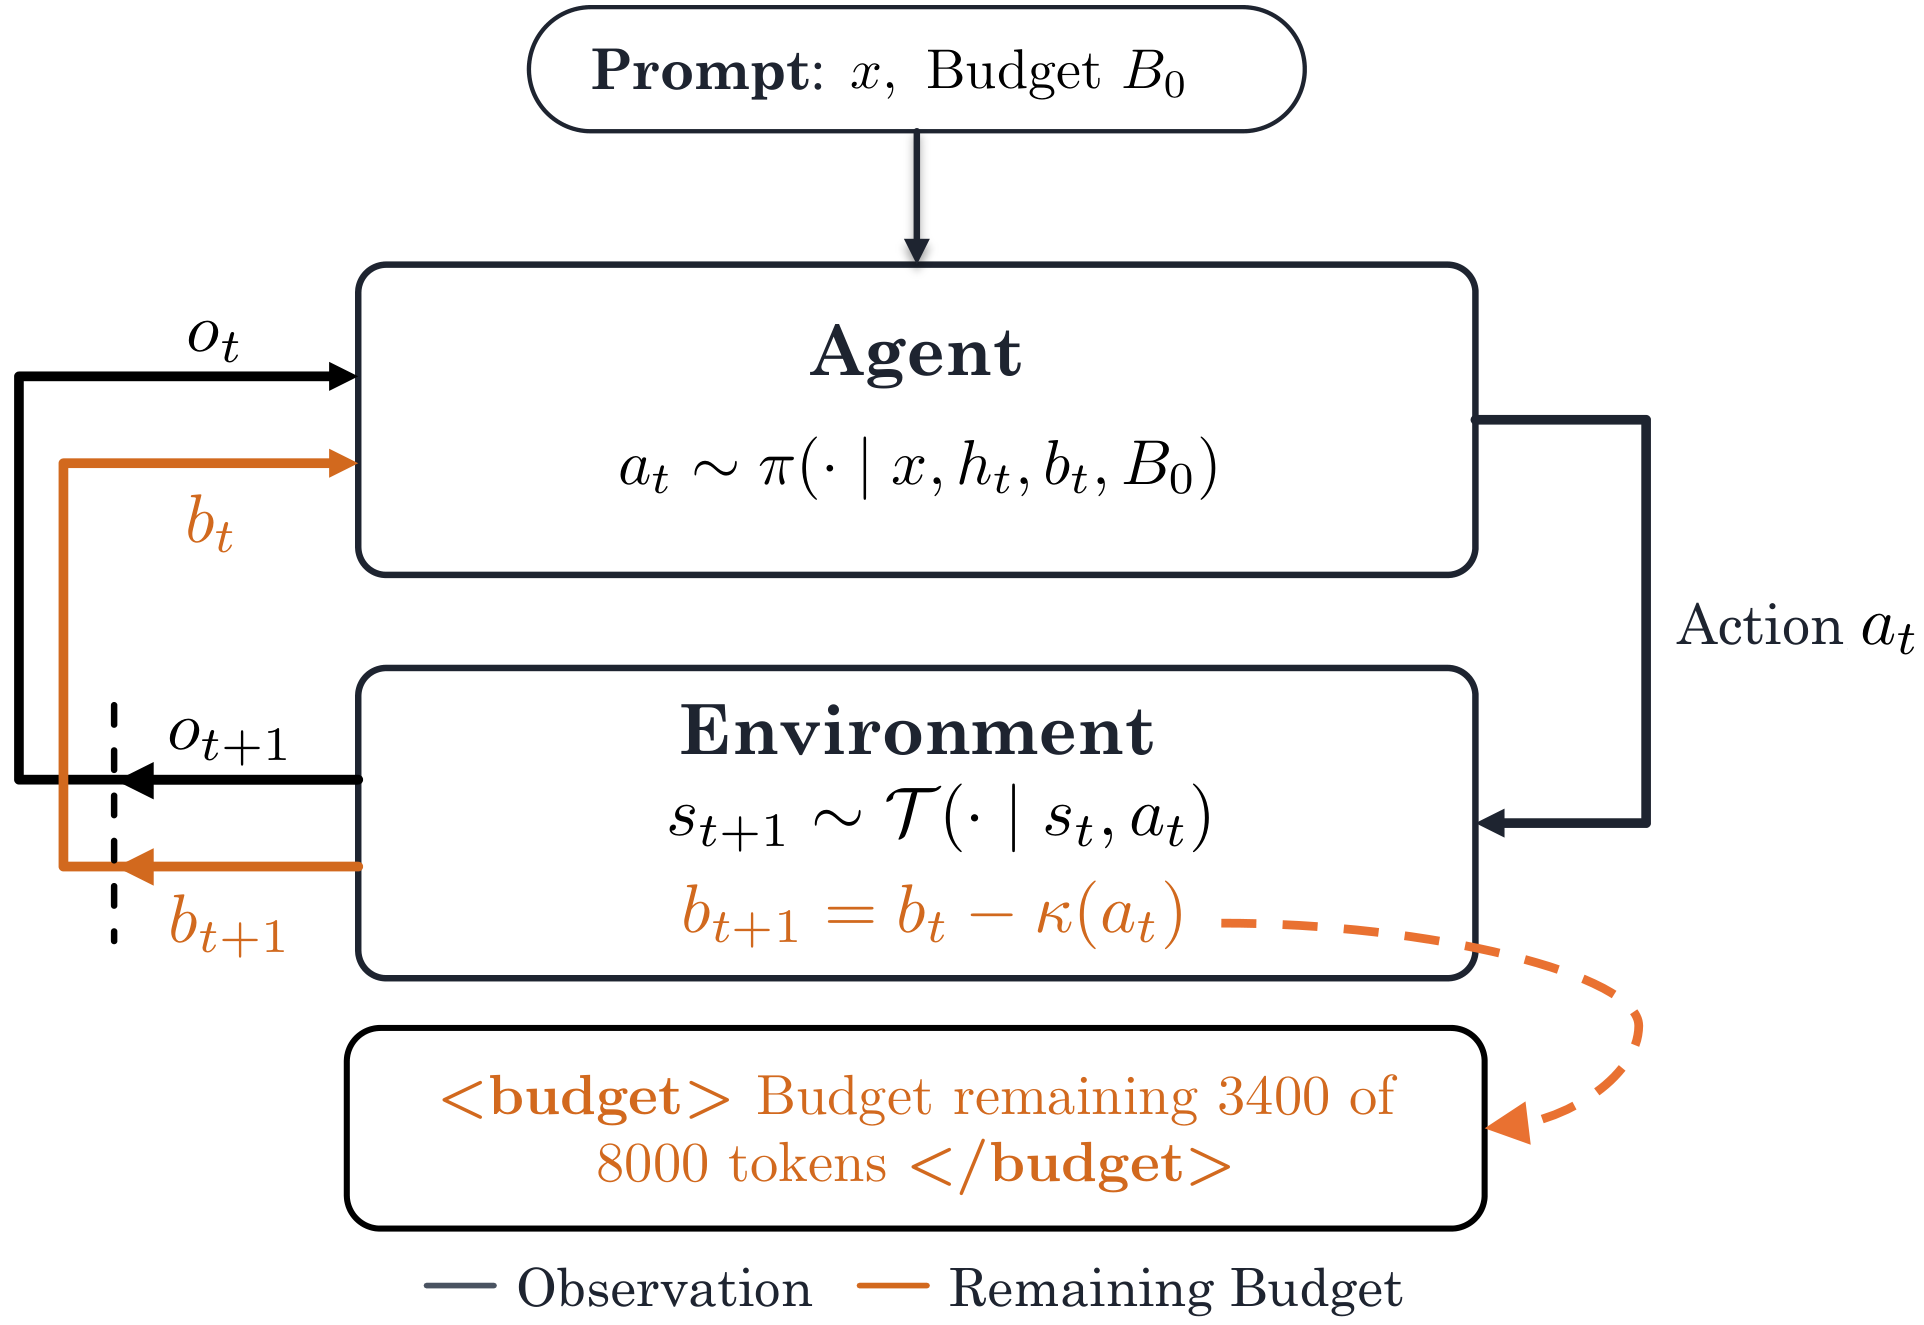 Prompt: x, Budget B₀
oₜ
Agent
aₜ ∼ π(· | x, hₜ, bₜ, B₀)
bₜ
Action aₜ
oₜ₊₁
Environment
sₜ₊₁ ∼ 𝒯(· | sₜ, aₜ)
bₜ₊₁ = bₜ − κ(aₜ)
bₜ₊₁
<budget> Budget remaining 3400 of
8000 tokens </budget>
Observation
Remaining Budget